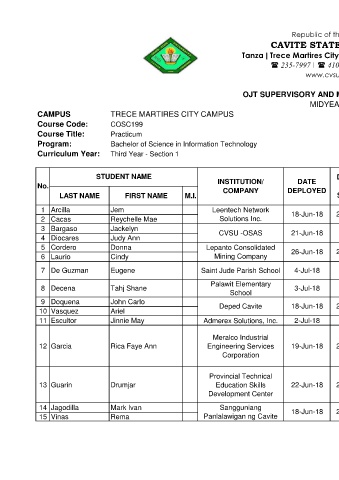 Republic of th
CAVITE STATE
Tanza | Trece Martires City
☎ 235-7997 | ☎ 410
www.cvsu
OJT SUPERVISORY AND M
MIDYEA
CAMPUS TRECE MARTIRES CITY CAMPUS
Course Code: COSC199
Course Title: Practicum
Program: Bachelor of Science in Information Technology
Curriculum Year: Third Year - Section 1
No. STUDENT NAME INSTITUTION/ COMPANY DATE DEPLOYED
LAST NAME FIRST NAME M.I.
1 Arcilla Jem Leentech Network Solutions Inc. 18-Jun-18 2
2 Cacas Reychelle Mae
3 Bargaso Jackelyn CVSU -OSAS 21-Jun-18
4 Diocares Judy Ann
5 Cordero Donna Lepanto Consolidated Mining Company 26-Jun-18 2
6 Laurio Cindy
7 De Guzman Eugene Saint Jude Parish School 4-Jul-18
8 Decena Tahj Shane Palawit Elementary School 3-Jul-18
9 Doquena John Carlo Deped Cavite 18-Jun-18 2
10 Vasquez Ariel
11 Escultor Jinnie May Admerex Solutions, Inc. 2-Jul-18
12 Garcia Rica Faye Ann Meralco Industrial Engineering Services Corporation 19-Jun-18 2
13 Guarin Drumjar Provincial Technical Education Skills Development Center 22-Jun-18 2
14 Jagodilla Mark Ivan Sangguniang Panlalawigan ng Cavite 18-Jun-18 2
15 Vinas Rema